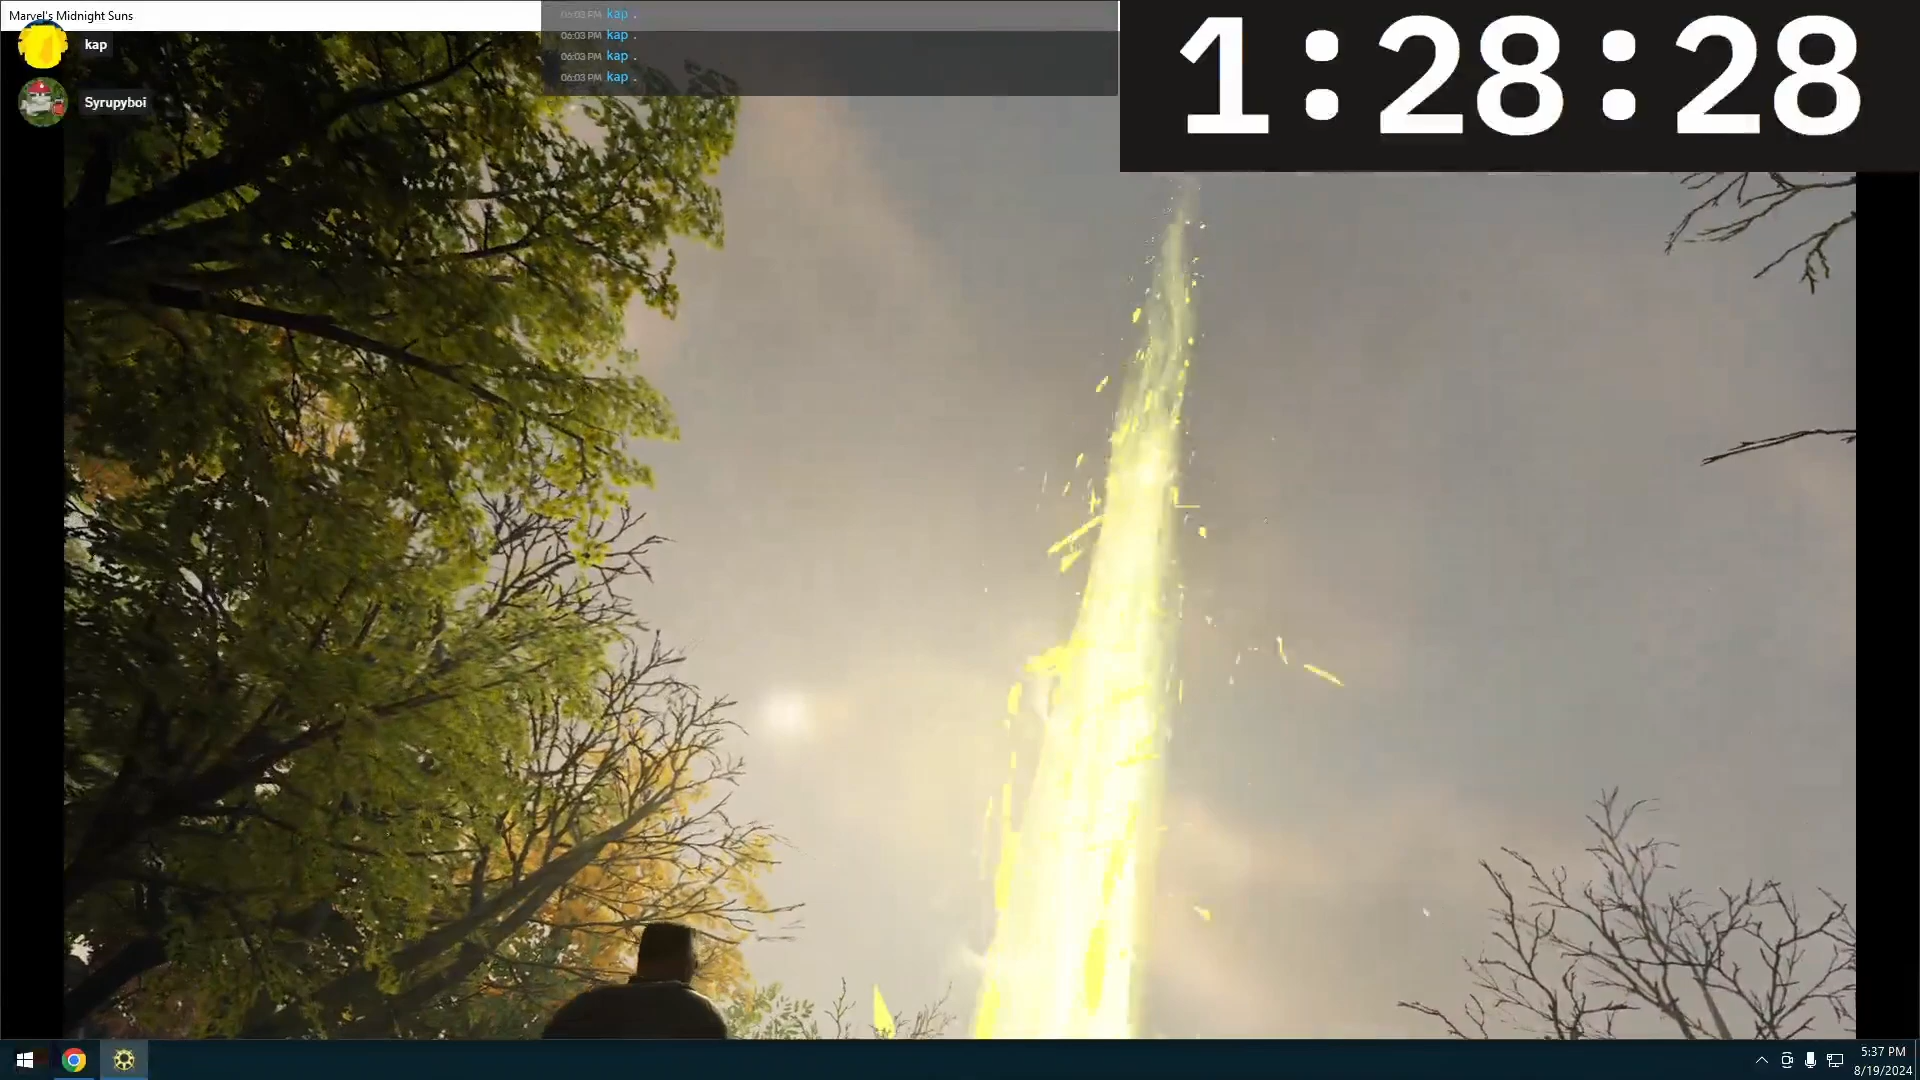 Marvel's Midnight Suns
kap
Syrupyboi
06:03 PM kap .
06:03 PM kap .
06:03 PM kap .
06:03 PM kap .
1:28:28
5:37 PM
8/19/2024